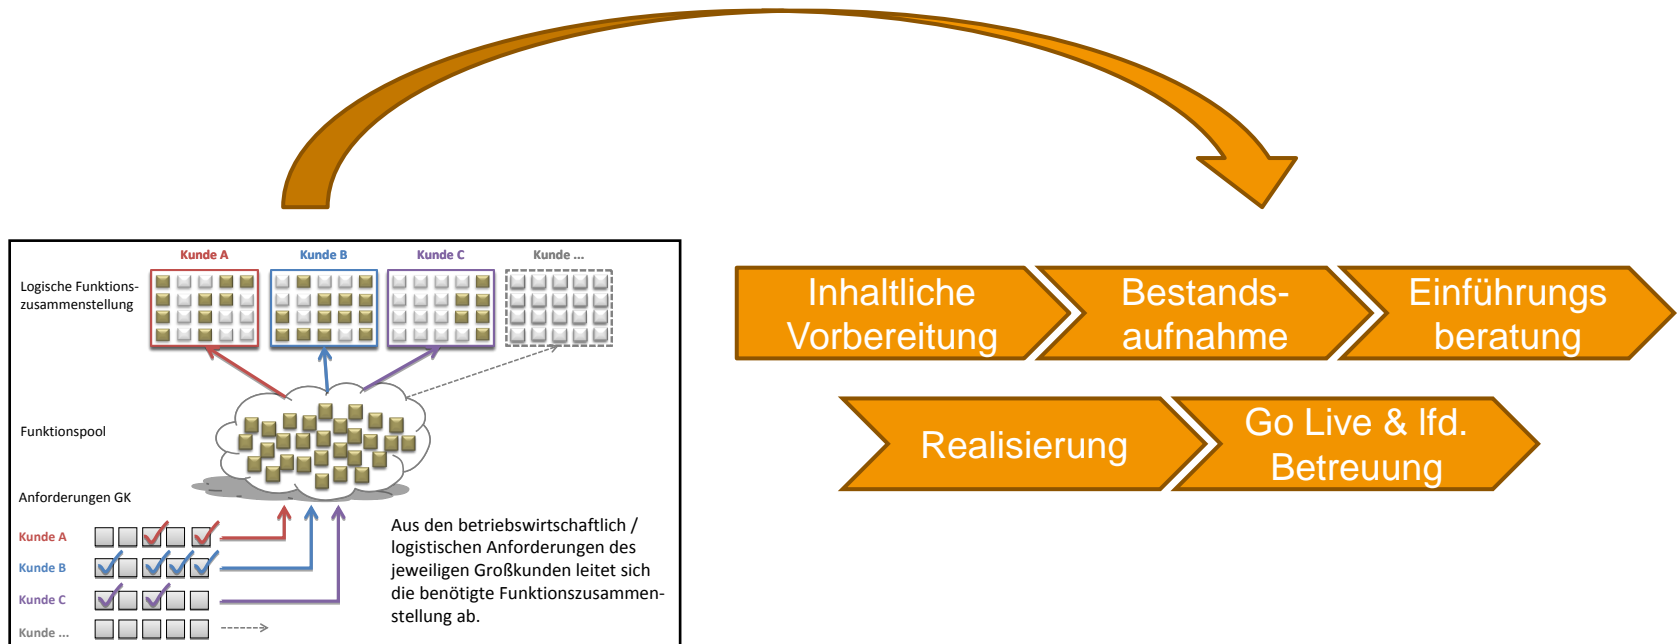 Kunde A
Kunde B
Kunde C
Kunde ...
Logische Funktions-
zusammenstellung
Funktionspool
Anforderungen GK
Kunde A
Kunde B
Kunde C
Kunde ...
Aus den betriebswirtschaftlich /
logistischen Anforderungen des
jeweiligen Großkunden leitet sich
die benötigte Funktionszusammen-
stellung ab.
Inhaltliche
Vorbereitung
Bestands-
aufnahme
Einführungs
beratung
Realisierung
Go Live & lfd.
Betreuung